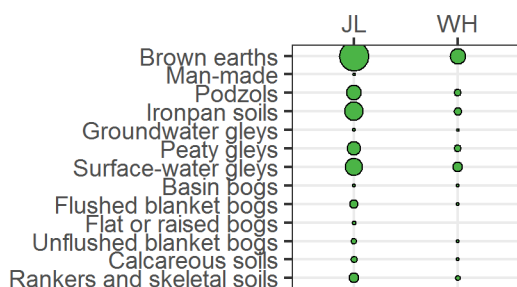 JL WH
Brown earths
Man-made
Podzols
Ironpan soils
Groundwater gleys
Peaty gleys
Surface-water gleys
Basin bogs
Flushed blanket bogs
Flat or raised bogs
Unflushed blanket bogs
Calcareous soils
Rankers and skeletal soils